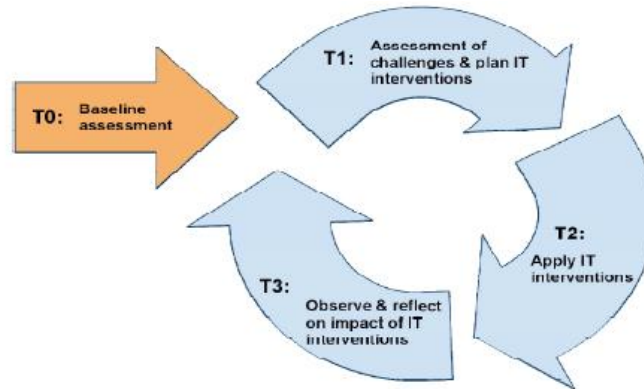 T0: Baseline
assessment
T1: Assessment of
challenges & plan IT
interventions
T2:
Apply IT
interventions
T3:
Observe & reflect
on impact of IT
interventions